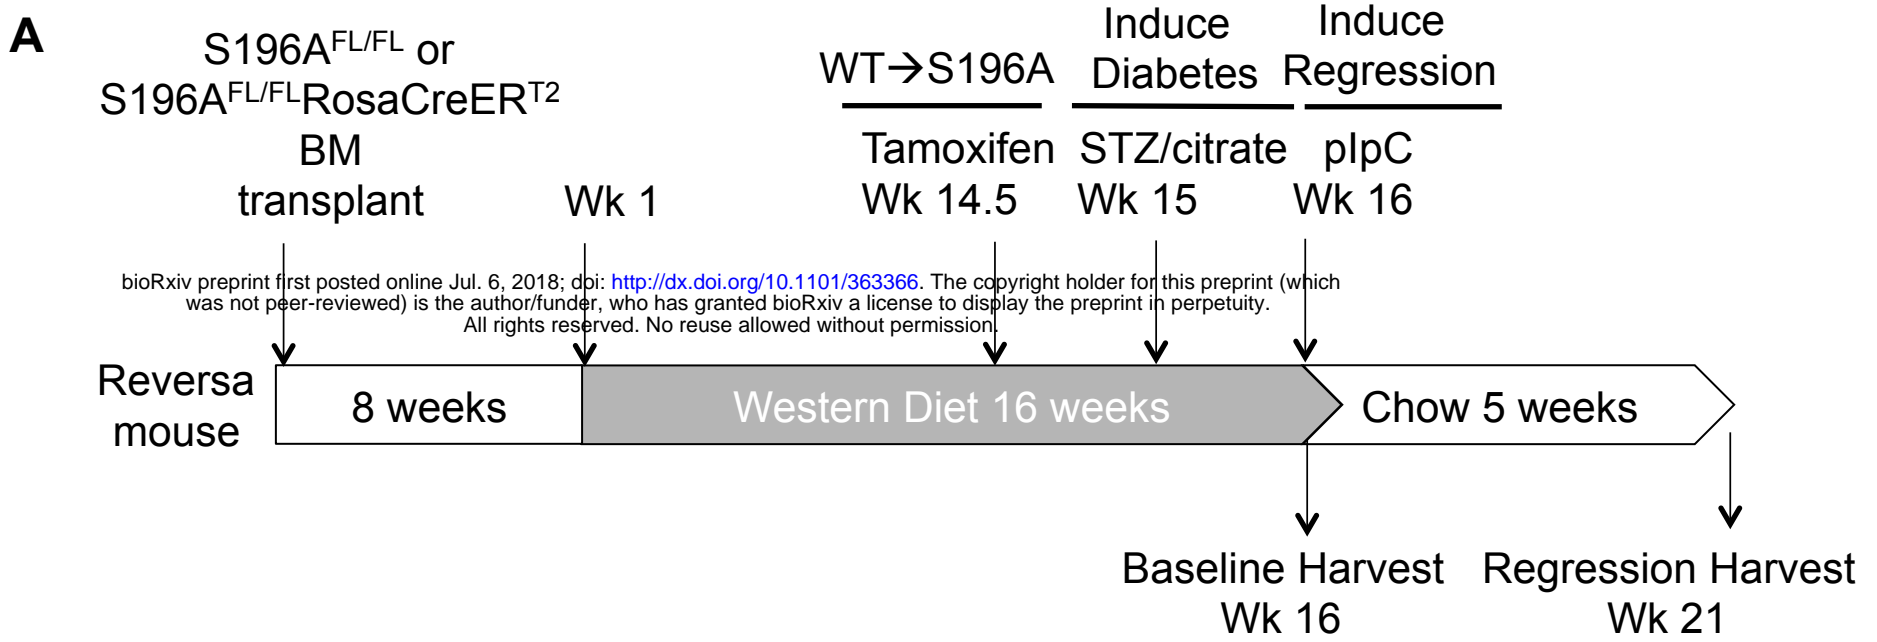 A
S196AFL/FL or
S196AFL/FLRosaCreERT2
BM
transplant
Wk 1
WT→S196A
Tamoxifen
Wk 14.5
Induce
Diabetes
STZ/citrate
Wk 15
Induce
Regression
pIpC
Wk 16
bioRxiv preprint first posted online Jul. 6, 2018; doi: http://dx.doi.org/10.1101/363366. The copyright holder for this preprint (which
was not peer-reviewed) is the author/funder, who has granted bioRxiv a license to display the preprint in perpetuity.
All rights reserved. No reuse allowed without permission.
Reversa
mouse
8 weeks
Western Diet 16 weeks
Chow 5 weeks
Baseline Harvest
Wk 16
Regression Harvest
Wk 21